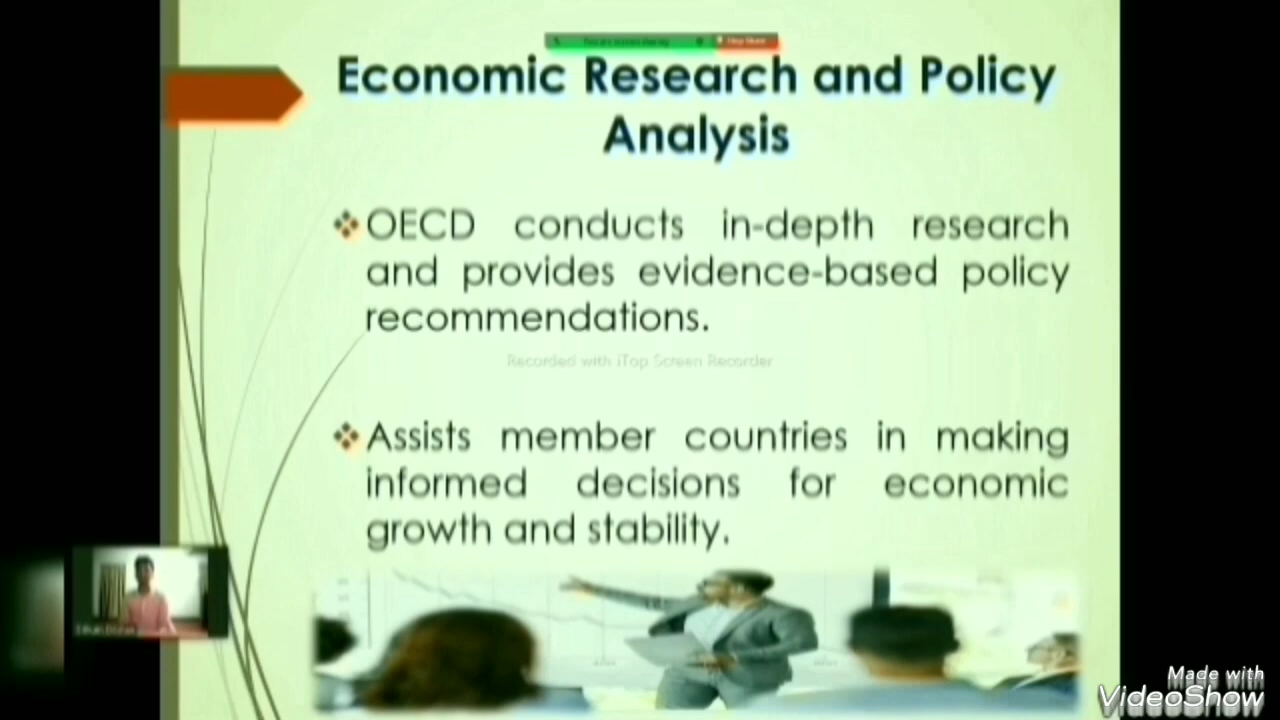 Economic Research and Policy
Analysis
OECD conducts in-depth research
and provides evidence-based policy
recommendations.
Recorded with iTop Screen Recorder
Assists member countries in making
informed decisions for economic
growth and stability.
Made with
VideoShow